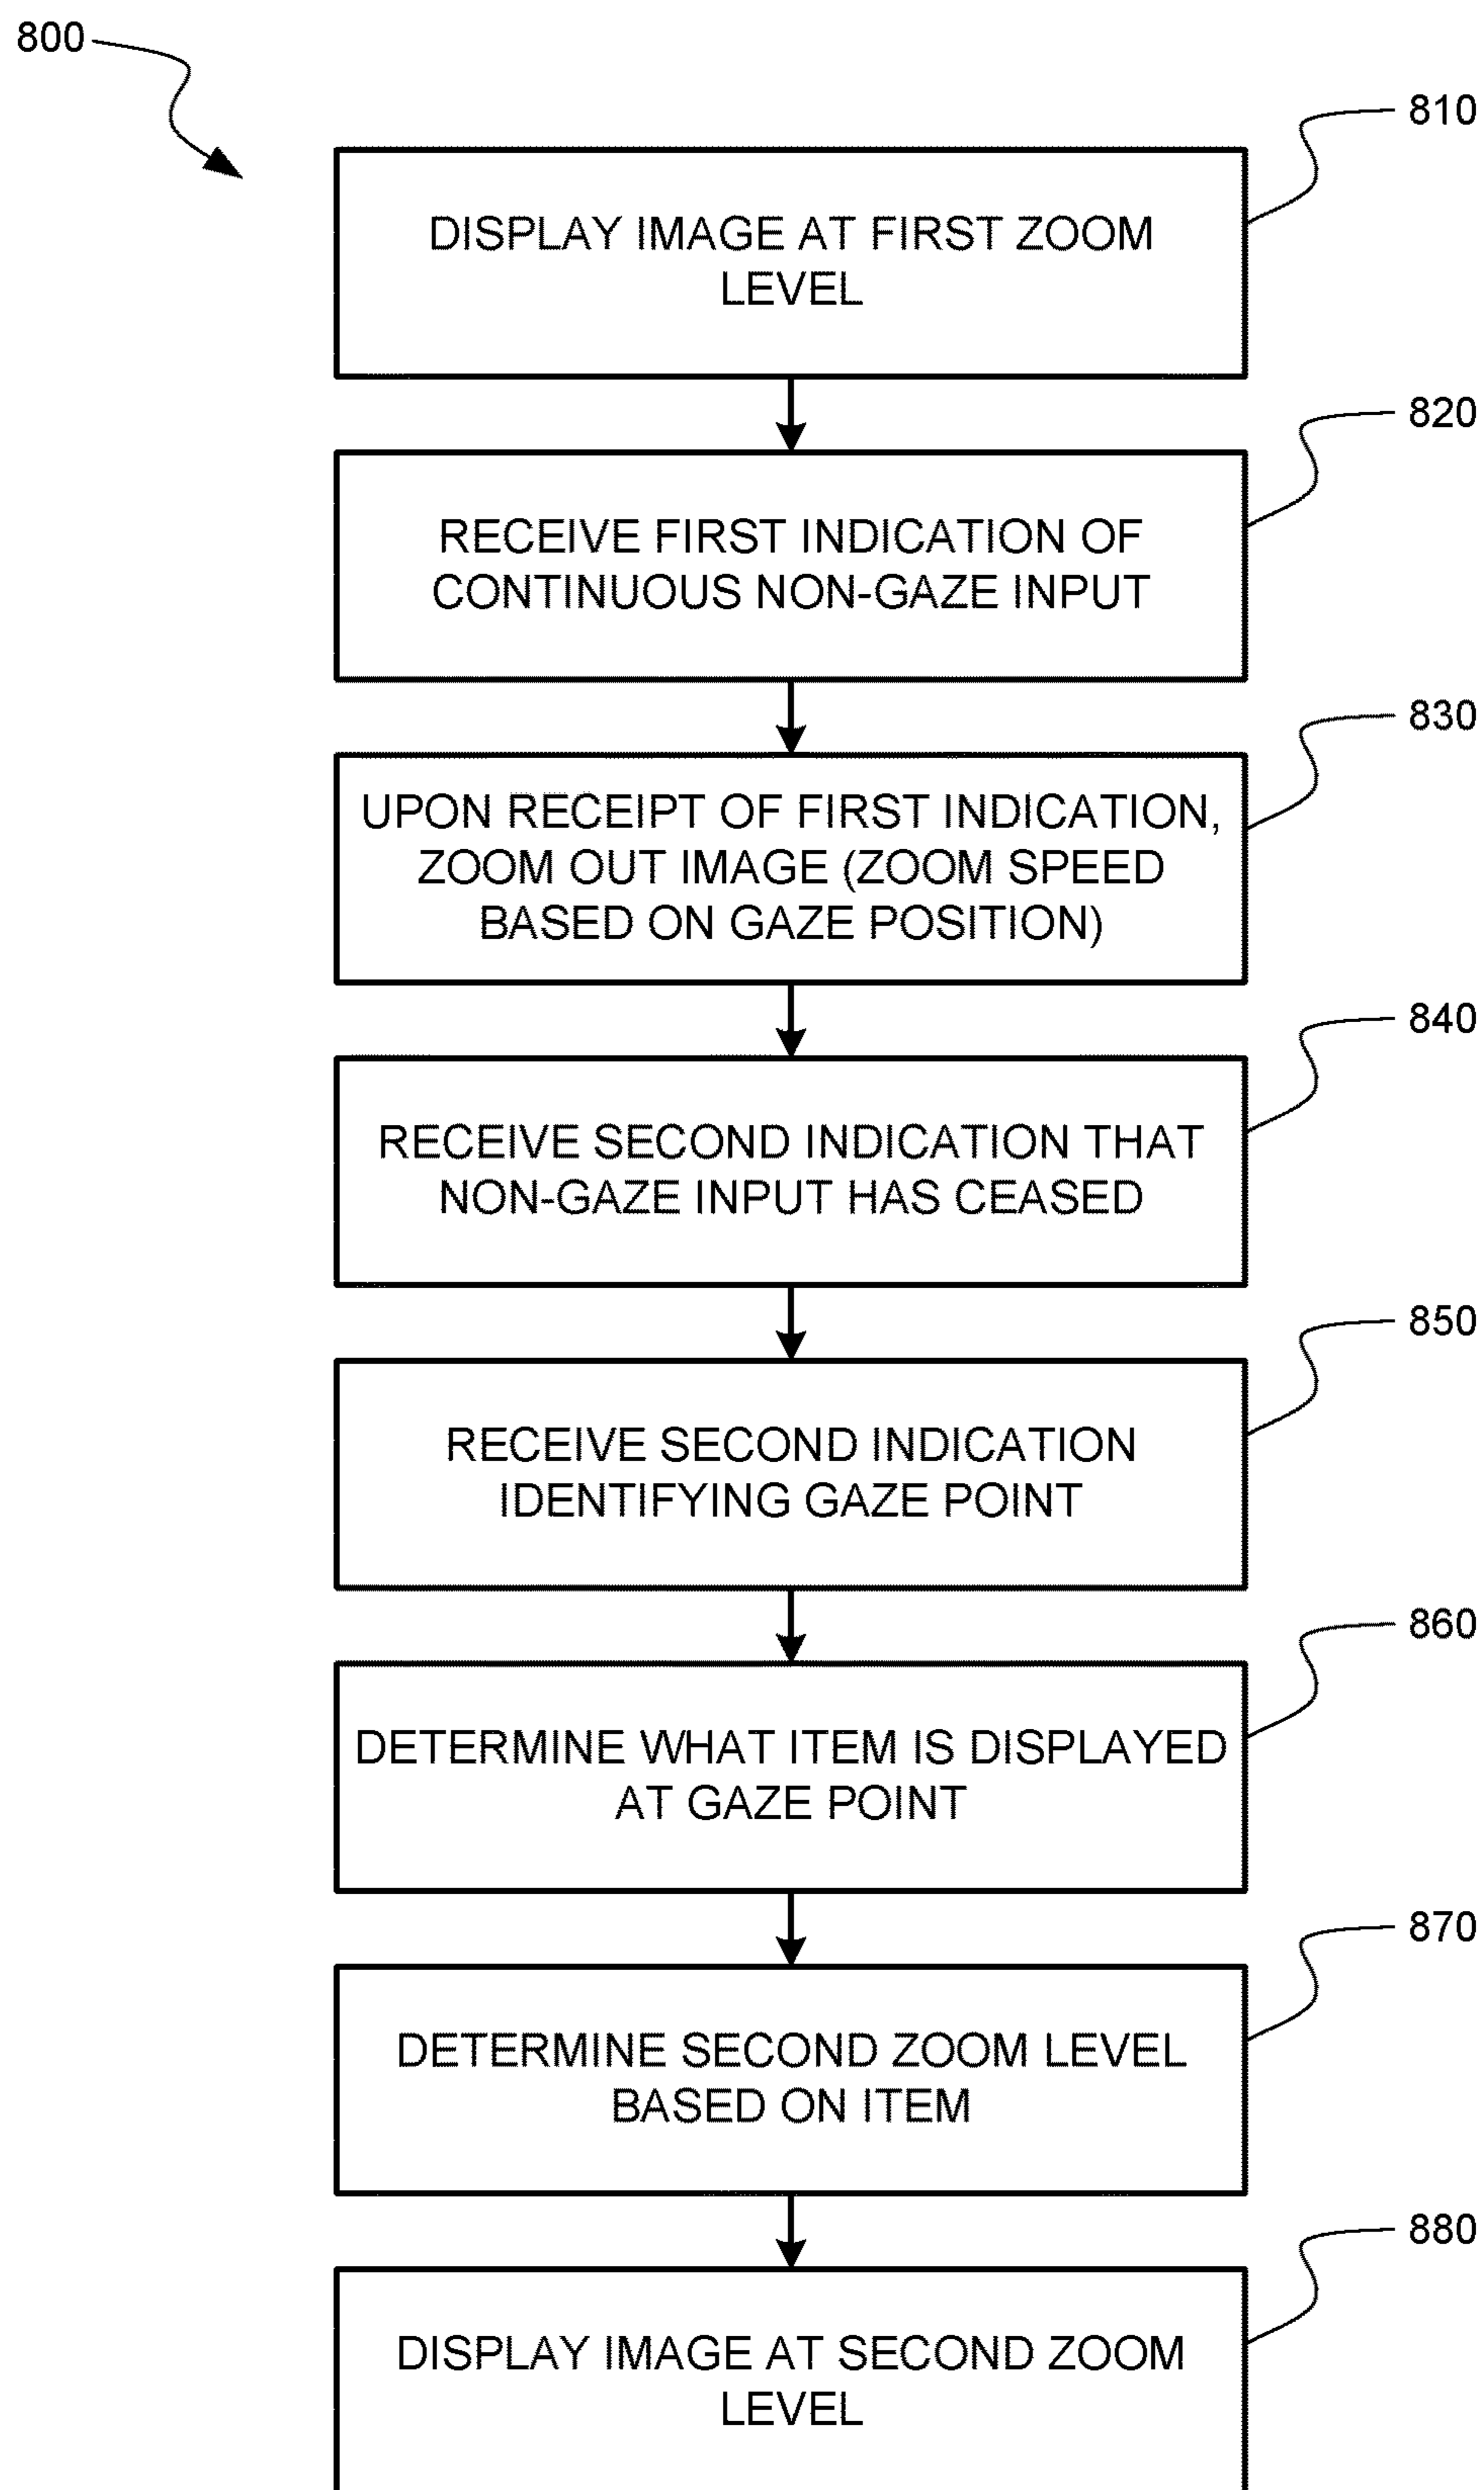 800
810
DISPLAY IMAGE AT FIRST ZOOM
LEVEL
820
RECEIVE FIRST INDICATION OF
CONTINUOUS NON-GAZE INPUT
830
UPON RECEIPT OF FIRST INDICATION,
ZOOM OUT IMAGE (ZOOM SPEED
BASED ON GAZE POSITION)
840
RECEIVE SECOND INDICATION THAT
NON-GAZE INPUT HAS CEASED
850
RECEIVE SECOND INDICATION
IDENTIFYING GAZE POINT
860
DETERMINE WHAT ITEM IS DISPLAYED
AT GAZE POINT
870
DETERMINE SECOND ZOOM LEVEL
BASED ON ITEM
880
DISPLAY IMAGE AT SECOND ZOOM
LEVEL